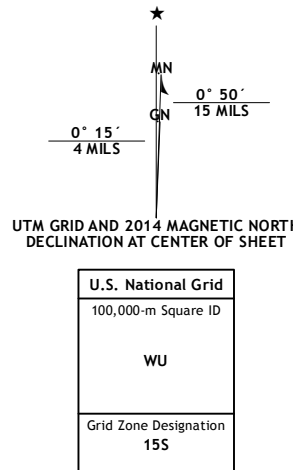 ★
MN
0° 50´
15 MILS
GN
0° 15´
4 MILS
UTM GRID AND 2014 MAGNETIC NORTH
DECLINATION AT CENTER OF SHEET
U.S. National Grid
100,000-m Square ID
WU
Grid Zone Designation
15S